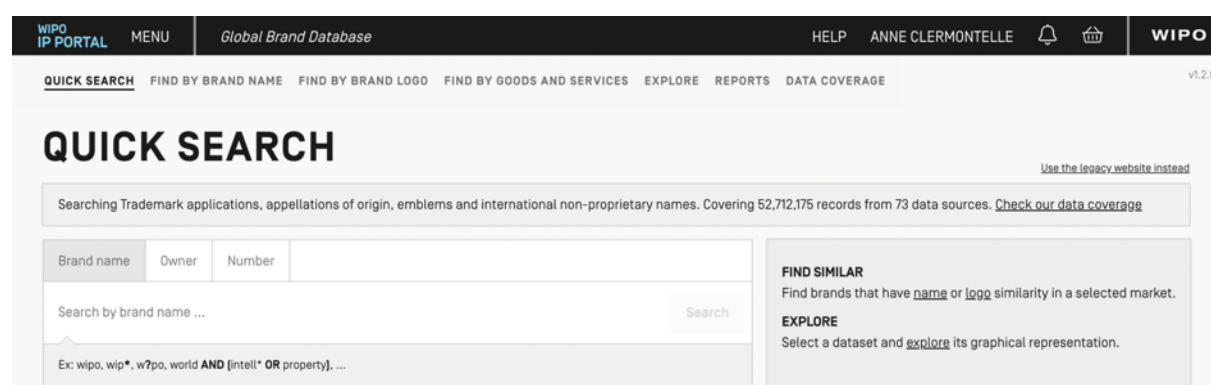 WIPO
IP PORTAL MENU Global Brand Database HELP ANNE CLERMONTELLE WIPO
QUICK SEARCH FIND BY BRAND NAME FIND BY BRAND LOGO FIND BY GOODS AND SERVICES EXPLORE REPORTS DATA COVERAGE v1.2.
QUICK SEARCH
Use the legacy website instead
Searching Trademark applications, appellations of origin, emblems and international non-proprietary names. Covering 52,712,175 records from 73 data sources. Check our data coverage
Brand name Owner Number
Search by brand name ... Search
Ex: wipo, wip*, w?po, world AND [intell* OR property], ...
FIND SIMILAR
Find brands that have name or logo similarity in a selected market.
EXPLORE
Select a dataset and explore its graphical representation.